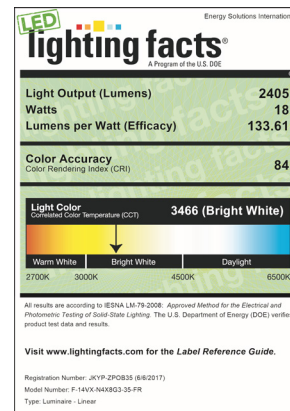 LED
Energy Solutions Internation
lighting facts®
A Program of the U.S. DOE
Light Output (Lumens) 2405
Watts 18
Lumens per Watt (Efficacy) 133.61
Color Accuracy 84
Color Rendering Index (CRI)
Light Color
Correlated Color Temperature (CCT) 3466 (Bright White)
Warm White Bright White Daylight
2700K 3000K 4500K 6500K
All results are according to IESNA LM-79-2008: Approved Method for the Electrical and
Photometric Testing of Solid-State Lighting. The U.S. Department of Energy (DOE) verifie
product test data and results.
Visit www.lightingfacts.com for the Label Reference Guide.
Registration Number: JKYP-ZPOB35 (6/6/2017)
Model Number: F-14VX-N4X8G3-35-FR
Type: Luminaire - Linear